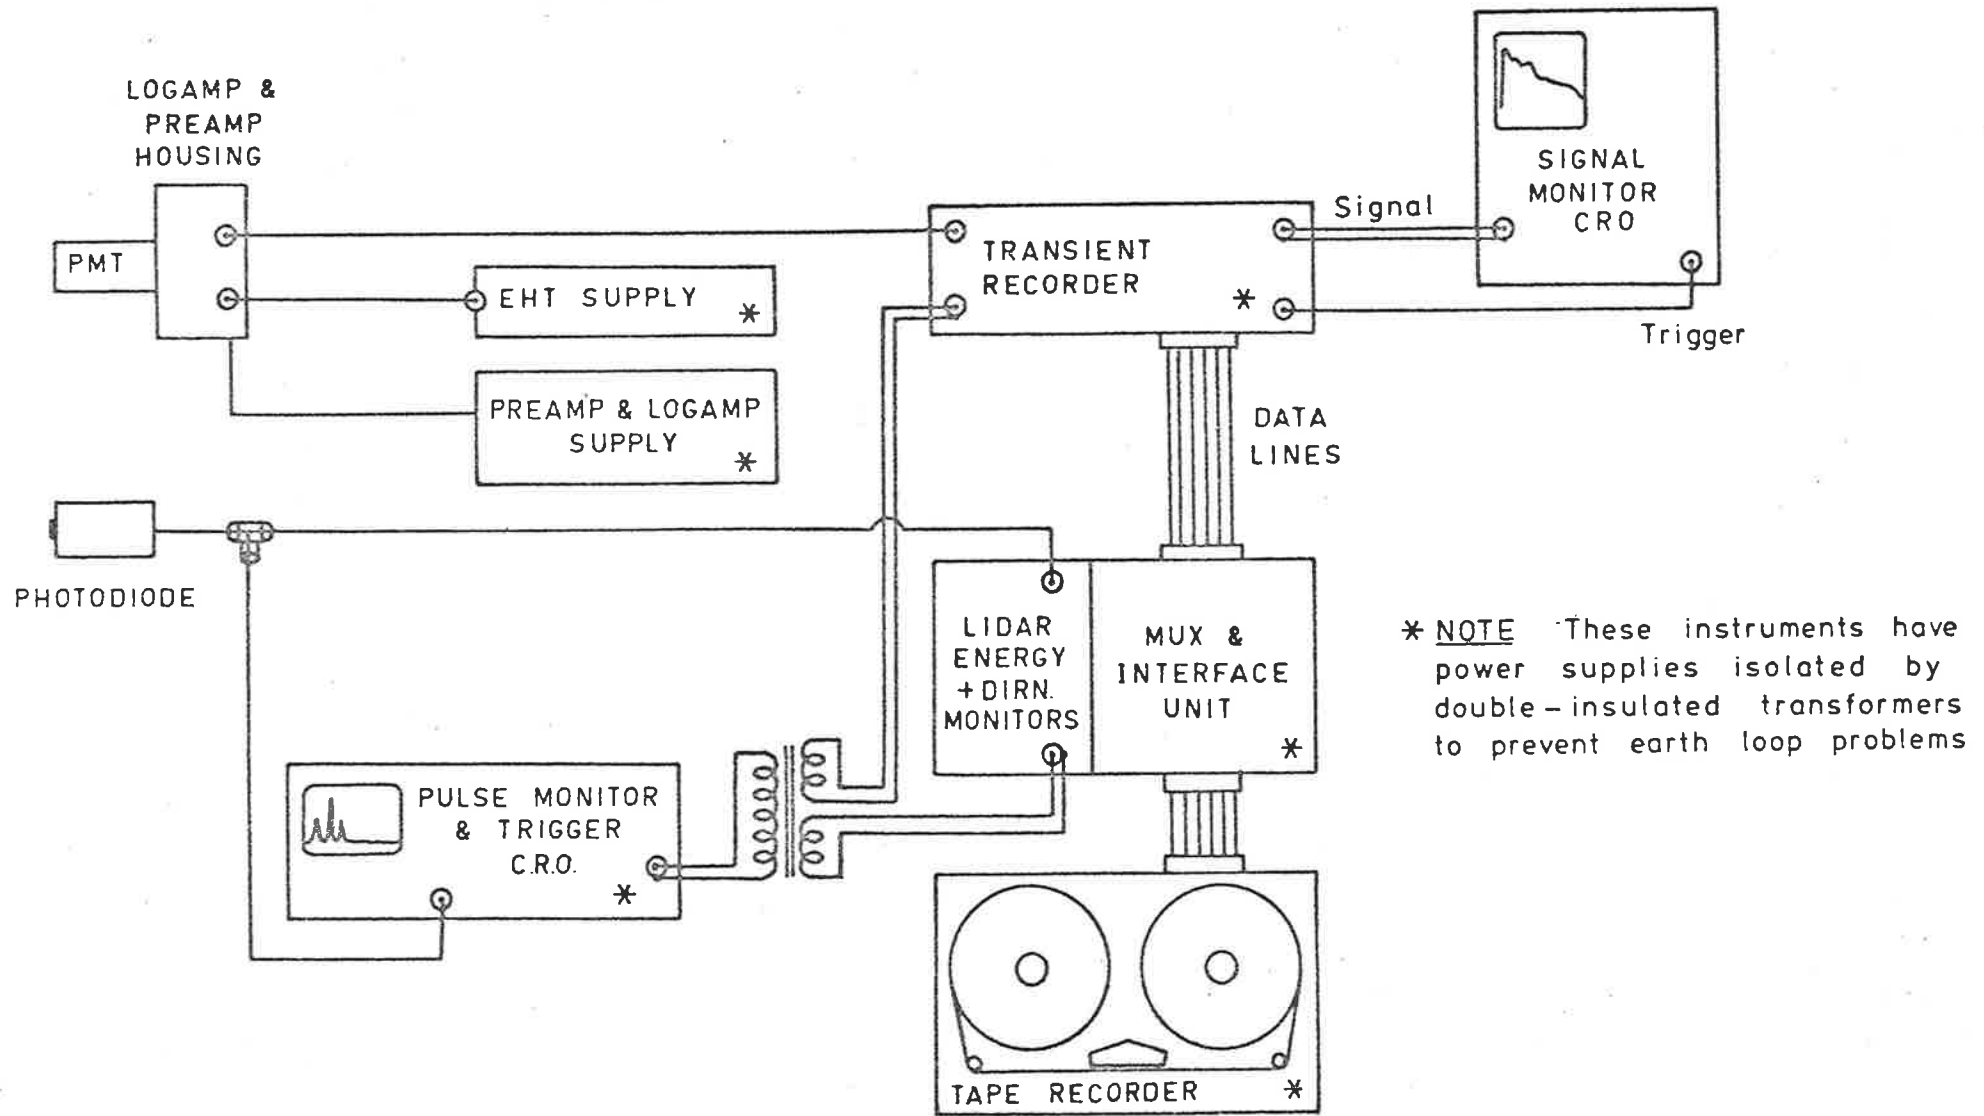 LOGAMP &
PREAMP
HOUSING
PMT
EHT SUPPLY *
PREAMP & LOGAMP
SUPPLY
*
TRANSIENT
RECORDER *
Signal
SIGNAL
MONITOR
CRO
Trigger
DATA
LINES
PHOTODIODE
LIDAR
ENERGY
+ DIRN.
MONITORS
MUX &
INTERFACE
UNIT
*
PULSE MONITOR
& TRIGGER
C.R.O.
*
TAPE RECORDER *
* NOTE These instruments have
power supplies isolated by
double-insulated transformers
to prevent earth loop problems